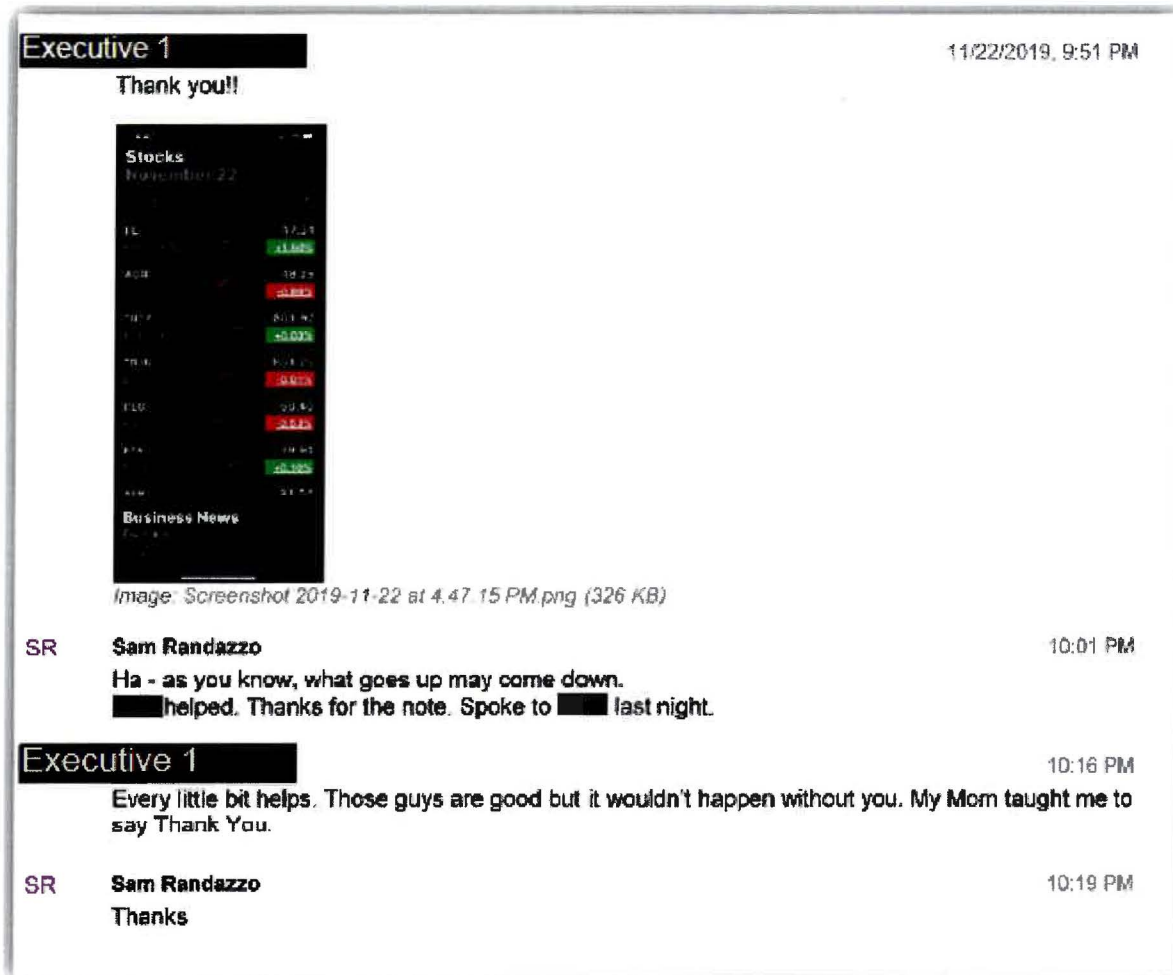 Executive 1
11/22/2019, 9:51 PM
Thank you!!
Stocks
November 22
Business News
Image: Screenshot 2019-11-22 at 4.47.15 PM.png (326 KB)
SR Sam Randazzo 10:01 PM
Ha - as you know, what goes up may come down.
helped. Thanks for the note. Spoke to last night.
Executive 1
10:16 PM
Every little bit helps. Those guys are good but it wouldn't happen without you. My Mom taught me to
say Thank You.
SR Sam Randazzo 10:19 PM
Thanks